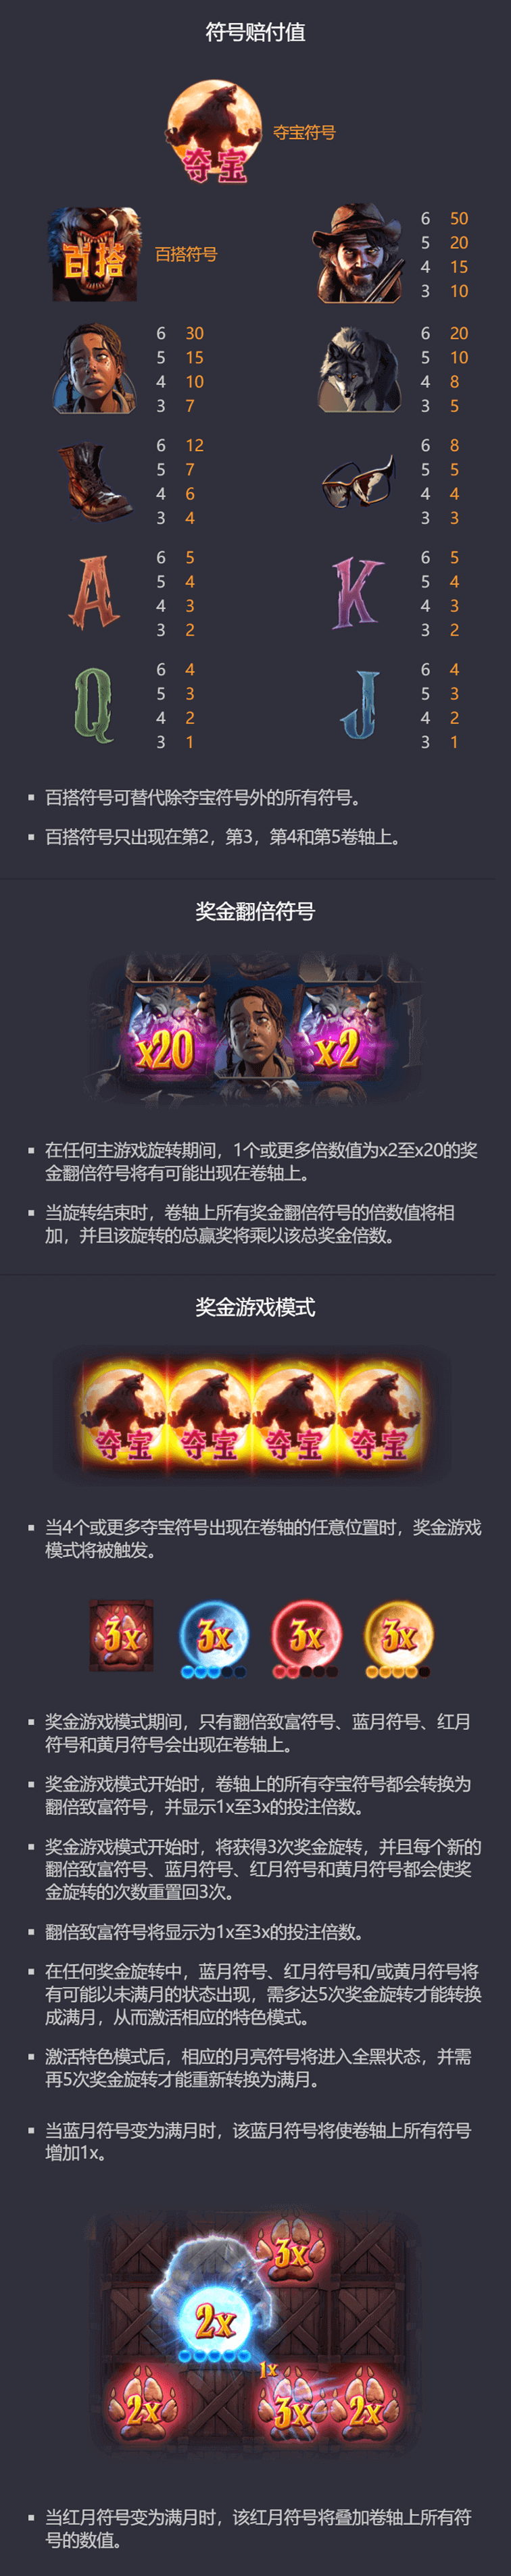 符号赔付值
夺宝
夺宝符号
百搭
百搭符号
6 50
5 20
4 15
3 10
6 30
5 15
4 10
3 7
6 20
5 10
4 8
3 5
6 12
5 7
4 6
3 4
6 8
5 5
4 4
3 3
A
6 5
5 4
4 3
3 2
K
6 5
5 4
4 3
3 2
Q
6 4
5 3
4 2
3 1
J
6 4
5 3
4 2
3 1
▪ 百搭符号可替代除夺宝符号外的所有符号。
▪ 百搭符号只出现在第2，第3，第4和第5卷轴上。
奖金翻倍符号
x20 x2
▪ 在任何主游戏旋转期间，1个或更多倍数值为x2至x20的奖
金翻倍符号将有可能出现在卷轴上。
▪ 当旋转结束时，卷轴上所有奖金翻倍符号的倍数值将相
加，并且该旋转的总赢奖将乘以该总奖金倍数。
奖金游戏模式
夺宝 夺宝 夺宝 夺宝
▪ 当4个或更多夺宝符号出现在卷轴的任意位置时，奖金游戏
模式将被触发。
3x 3x 3x 3x
▪ 奖金游戏模式期间，只有翻倍致富符号、蓝月符号、红月
符号和黄月符号会出现在卷轴上。
▪ 奖金游戏模式开始时，卷轴上的所有夺宝符号都会转换为
翻倍致富符号，并显示1x至3x的投注倍数。
▪ 奖金游戏模式开始时，将获得3次奖金旋转，并且每个新的
翻倍致富符号、蓝月符号、红月符号和黄月符号都会使奖
金旋转的次数重置回3次。
▪ 翻倍致富符号将显示为1x至3x的投注倍数。
▪ 在任何奖金旋转中，蓝月符号、红月符号和/或黄月符号将
有可能以未满月的状态出现，需多达5次奖金旋转才能转换
成满月，从而激活相应的特色模式。
▪ 激活特色模式后，相应的月亮符号将进入全黑状态，并需
再5次奖金旋转才能重新转换为满月。
▪ 当蓝月符号变为满月时，该蓝月符号将使卷轴上所有符号
增加1x。
3x
2x
1x
2x 3x 2x
▪ 当红月符号变为满月时，该红月符号将叠加卷轴上所有符
号的数值。